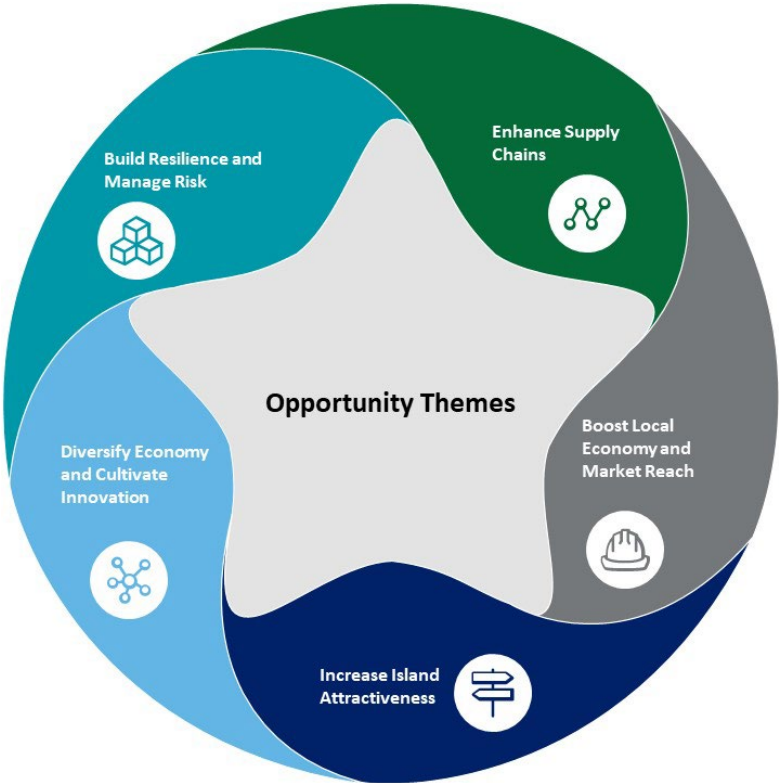 Enhance Supply
Chains
Build Resilience and
Manage Risk
Opportunity Themes
Boost Local
Economy and
Market Reach
Diversify Economy
and Cultivate
Innovation
Increase Island
Attractiveness